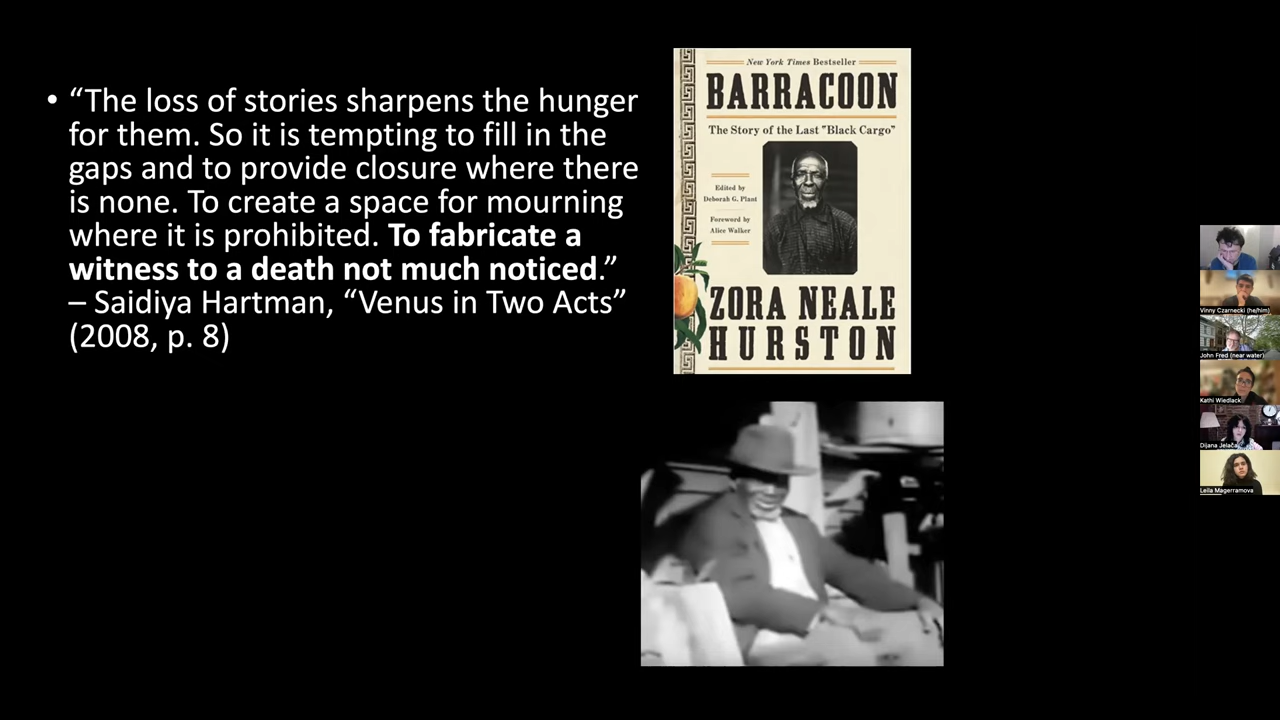 • “The loss of stories sharpens the hunger
for them. So it is tempting to fill in the
gaps and to provide closure where there
is none. To create a space for mourning
where it is prohibited. To fabricate a
witness to a death not much noticed.”
– Saidiya Hartman, “Venus in Two Acts”
(2008, p. 8)
New York Times Bestseller
BARRACOON
The Story of the Last "Black Cargo"
Edited by
Deborah G. Plant
Foreword by
Alice Walker
ZORA NEALE
HURSTON
Vinny Czarnecki (he/him)
John Fred (near water)
Kathi Wiedlack
Dijana Jelača
Leila Magerramova